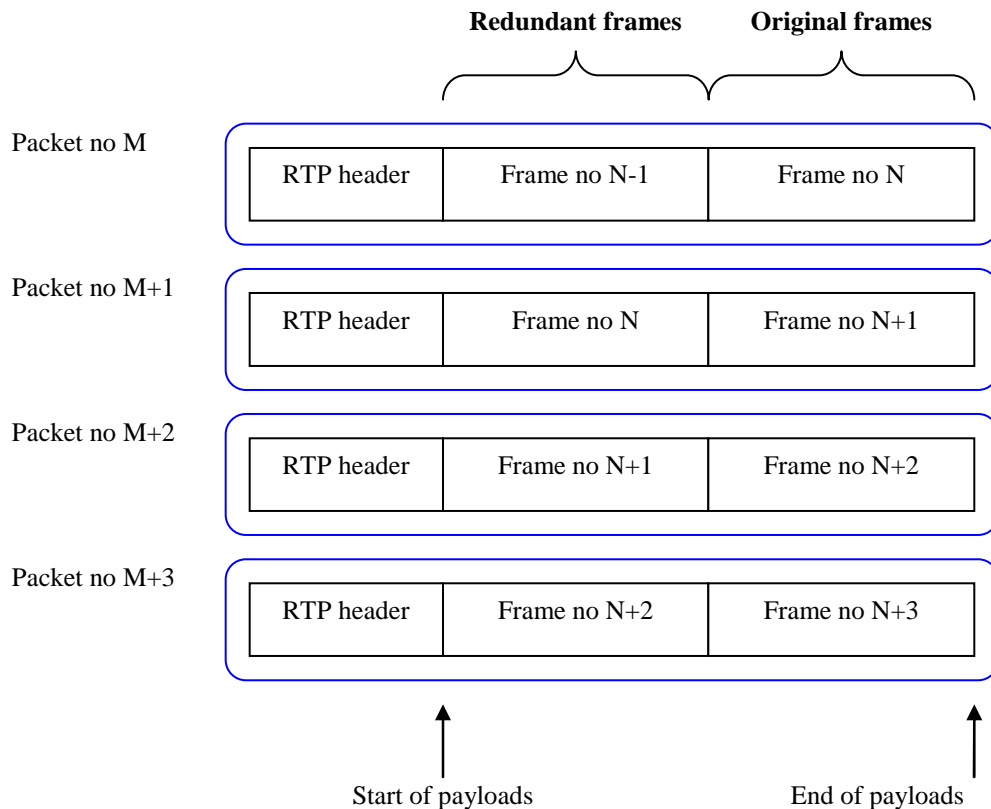 Redundant frames Original frames
Packet no M
RTP header Frame no N-1 Frame no N
Packet no M+1
RTP header Frame no N Frame no N+1
Packet no M+2
RTP header Frame no N+1 Frame no N+2
Packet no M+3
RTP header Frame no N+2 Frame no N+3
Start of payloads End of payloads